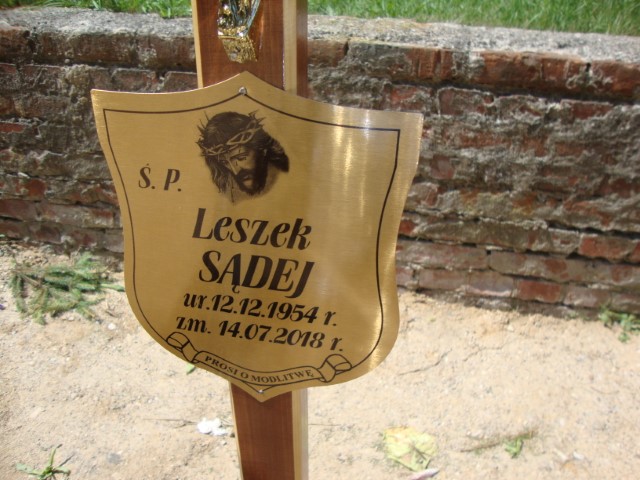 Ś. P.
Leszek
SĄDEJ
ur.12.12.1954 r.
zm. 14.07.2018 r.
PROSI O MODLITWĘ